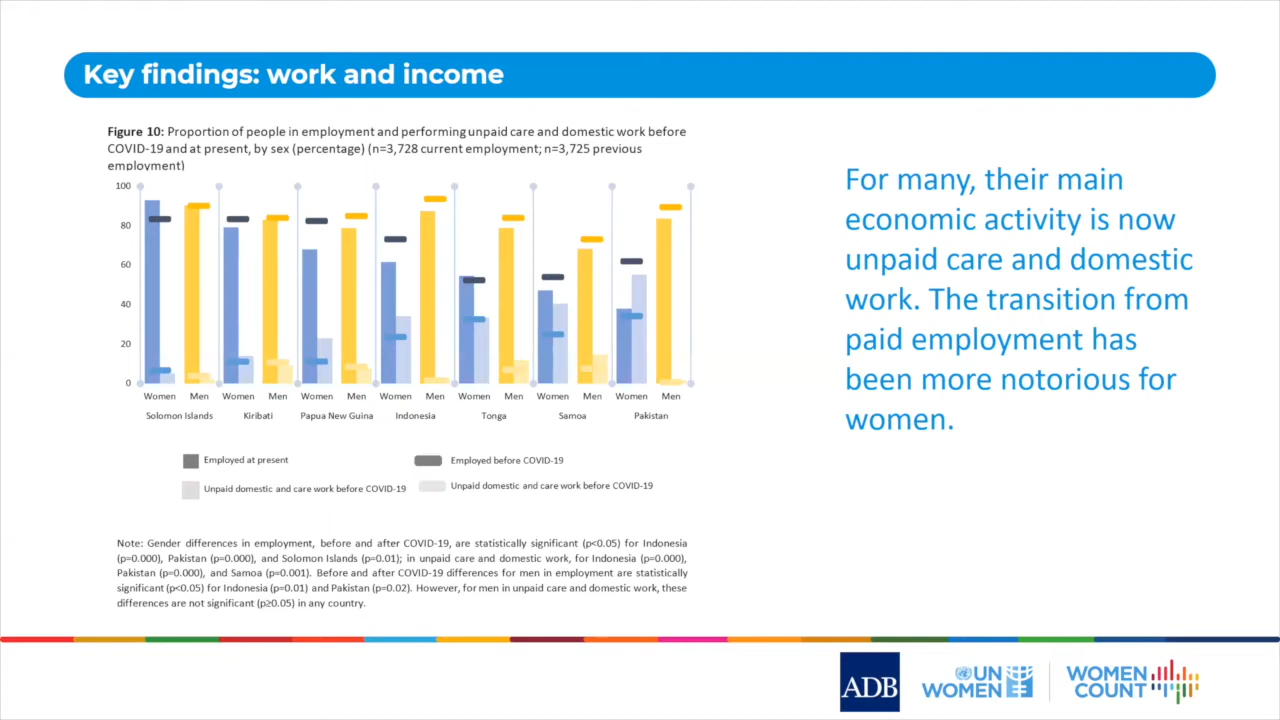 Key findings: work and income
Figure 10: Proportion of people in employment and performing unpaid care and domestic work before
COVID-19 and at present, by sex (percentage) (n=3,728 current employment; n=3,725 previous
employment)
For many, their main
economic activity is now
unpaid care and domestic
work. The transition from
paid employment has
been more notorious for
women.
100
80
60
40
20
0
Women Men Women Men Women Men Women Men Women Men Women Men Women Men
Solomon Islands Kiribati Papua New Guina Indonesia Tonga Samoa Pakistan
Employed at present
Employed before COVID-19
Unpaid domestic and care work before COVID-19
Unpaid domestic and care work before COVID-19
Note: Gender differences in employment, before and after COVID-19, are statistically significant (p<0.05) for Indonesia
(p=0.000), Pakistan (p=0.000), and Solomon Islands (p=0.01); in unpaid care and domestic work, for Indonesia (p=0.000),
Pakistan (p=0.000), and Samoa (p=0.001). Before and after COVID-19 differences for men in employment are statistically
significant (p<0.05) for Indonesia (p=0.01) and Pakistan (p=0.02). However, for men in unpaid care and domestic work, these
differences are not significant (p≥0.05) in any country.
ADB
UN
WOMEN
WOMEN
COUNT